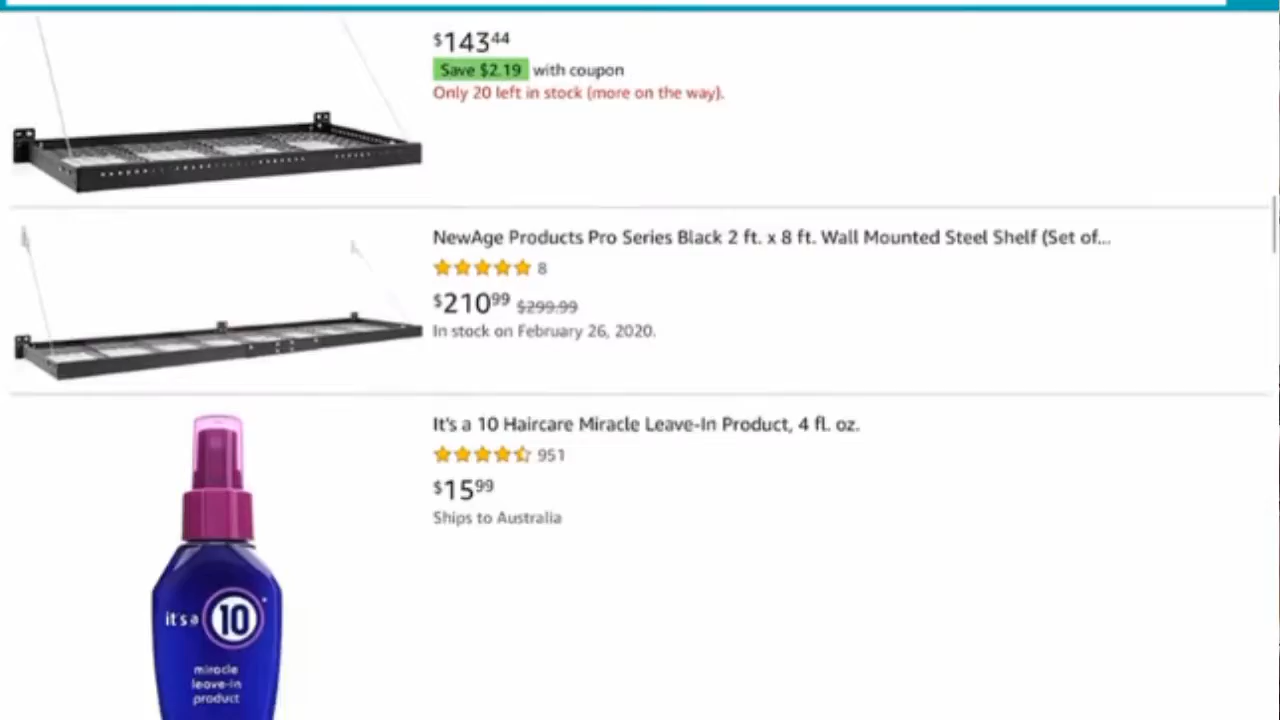 $143.44
Save $2.19 with coupon
Only 20 left in stock (more on the way).
NewAge Products Pro Series Black 2 ft. x 8 ft. Wall Mounted Steel Shelf (Set of...
8
$210.99 $299.99
In stock on February 26, 2020.
It's a 10 Haircare Miracle Leave-In Product, 4 fl. oz.
951
$15.99
Ships to Australia
it's a 10
miracle
leave-in
product